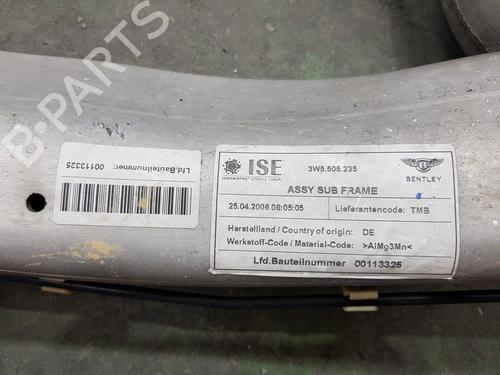 B-PARTS
Lfd.Bauteilnummer:
00113325
ISE
3W5.505.235
BENTLEY
ASSY SUB FRAME
25.04.2006 08:05:05
Lieferantencode: TMB
Herstellland / Country of origin: DE
Werkstoff-Code / Material-Code: >AlMg3Mn<
Lfd.Bauteilnummer 00113325